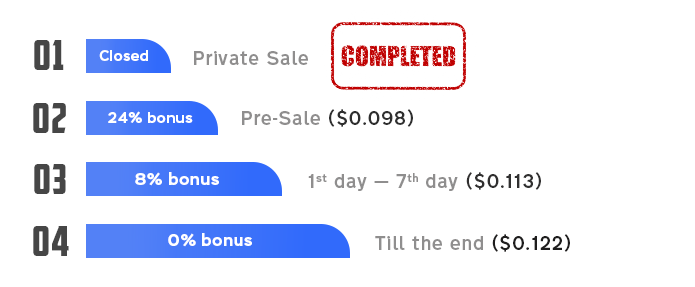 01 Closed Private Sale COMPLETED
02 24% bonus Pre-Sale ($0.098)
03 8% bonus 1st day — 7th day ($0.113)
04 0% bonus Till the end ($0.122)